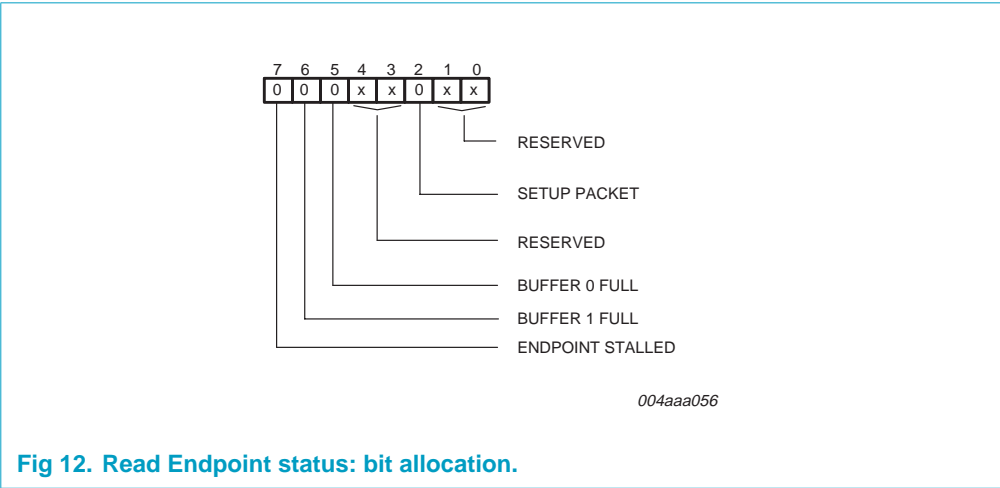 7 6 5 4 3 2 1 0
0 0 0 x x 0 x x
RESERVED
SETUP PACKET
RESERVED
BUFFER 0 FULL
BUFFER 1 FULL
ENDPOINT STALLED
004aaa056
Fig 12. Read Endpoint status: bit allocation.